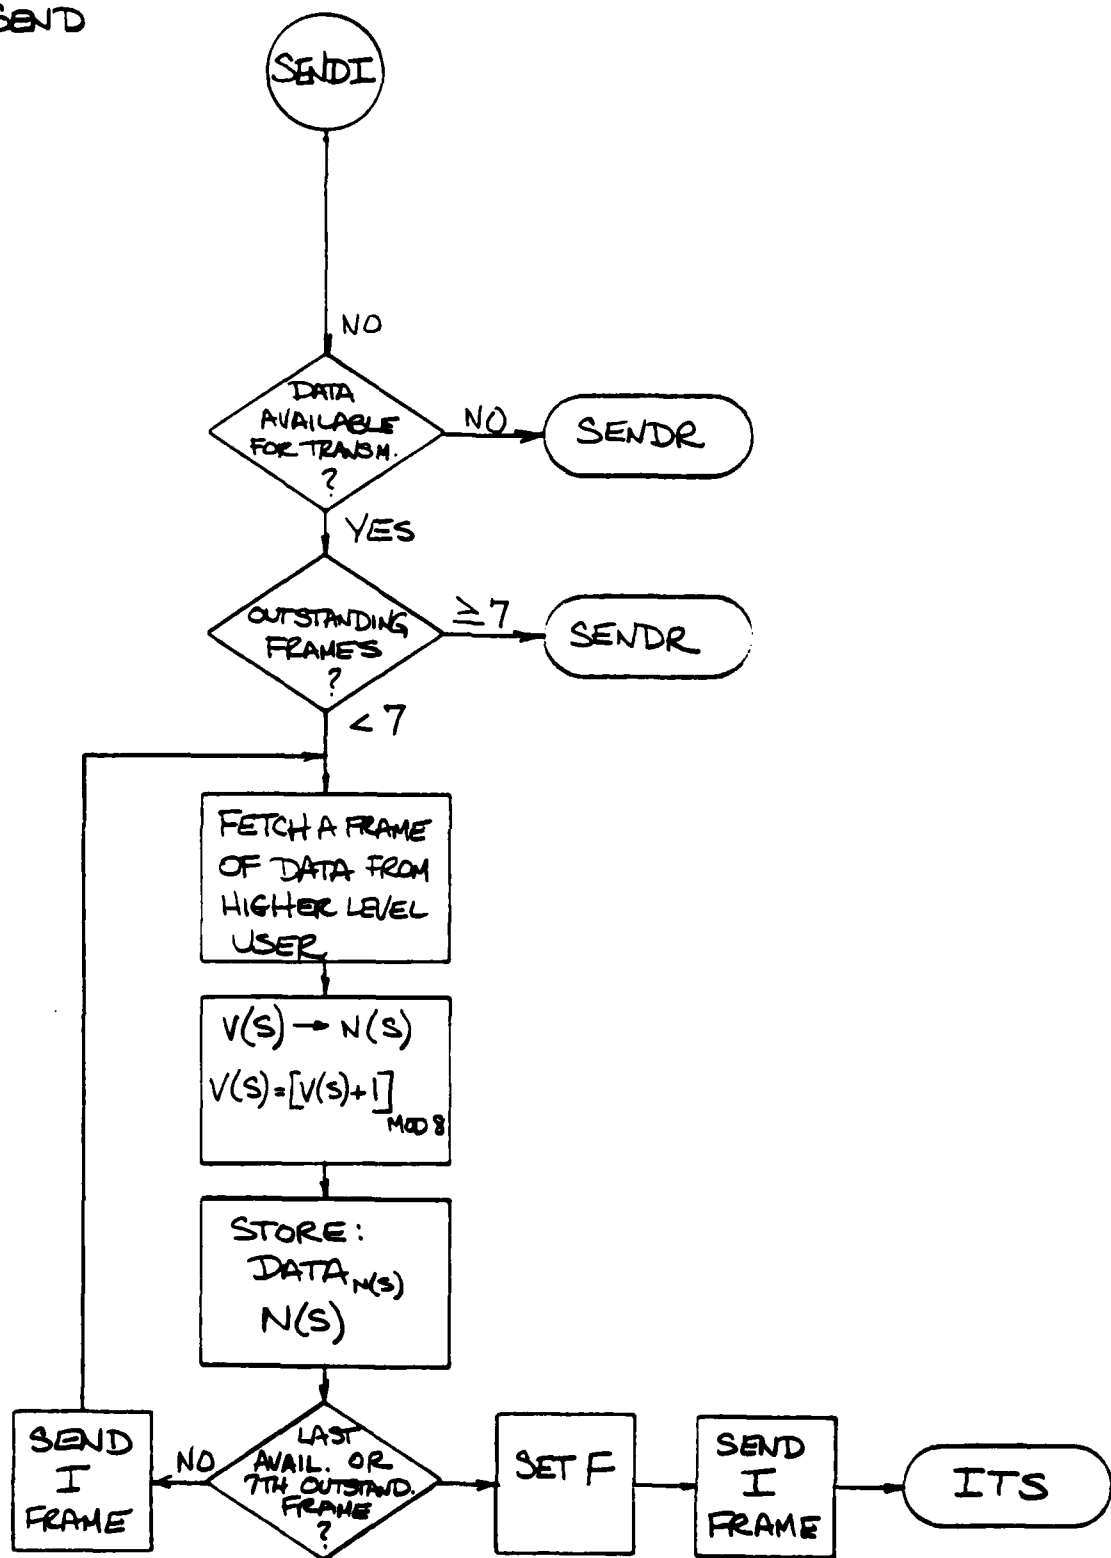 SEND
SENDI
NO
DATA
AVAILABLE
FOR TRANSM.
?
NO
SENDR
YES
OUTSTANDING
FRAMES
?
≥7
SENDR
<7
FETCH A FRAME
OF DATA FROM
HIGHER LEVEL
USER
V(S) → N(S)
V(S)=[V(S)+1] MOD 8
STORE:
DATA N(S)
N(S)
SEND
I
FRAME
NO
LAST
AVAIL. OR
7TH OUTSTAND.
FRAME
?
SET F
SEND
I
FRAME
ITS